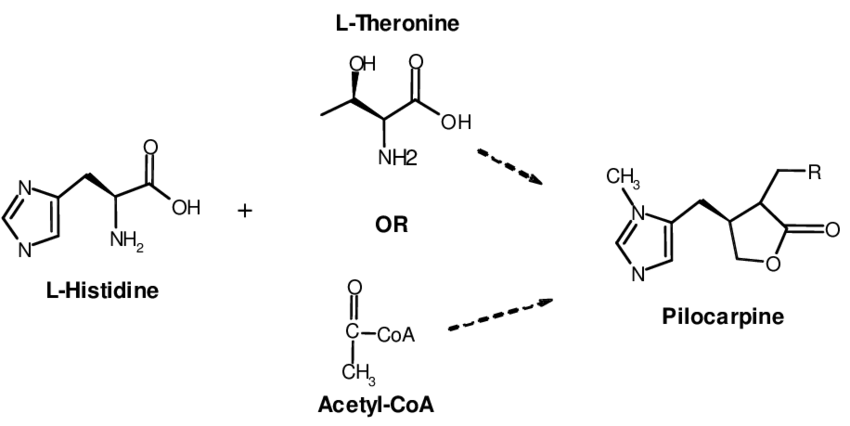 L-Theronine
OH
O
OH
NH2
O
OH
NH2
N
N
L-Histidine
+
OR
O
C-CoA
CH3
Acetyl-CoA
CH3
N
N
R
O
O
Pilocarpine